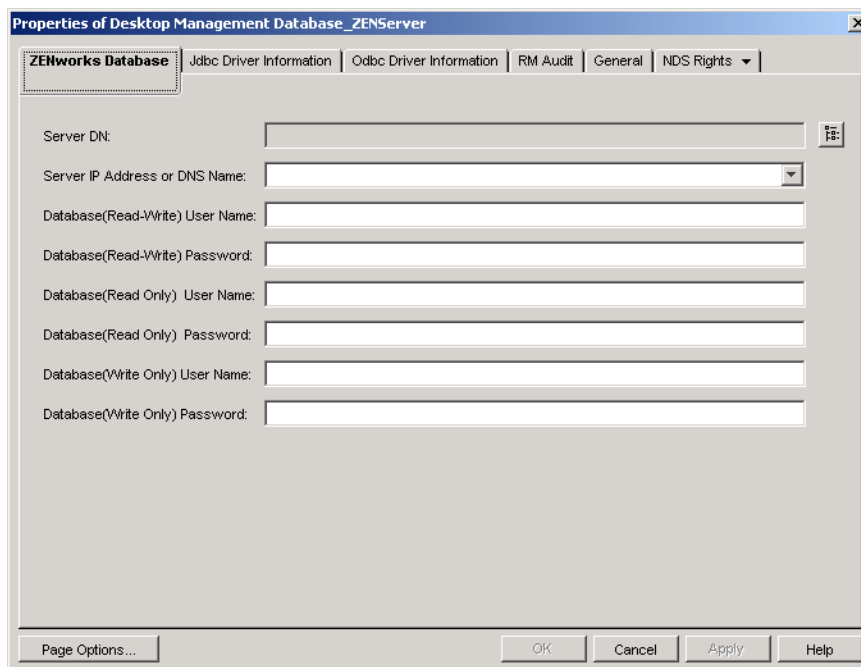 Properties of Desktop Management Database_ZENServer
ZENworks Database Jdbc Driver Information Odbc Driver Information RM Audit General NDS Rights
Server DN:
Server IP Address or DNS Name:
Database(Read-Write) User Name:
Database(Read-Write) Password:
Database(Read Only) User Name:
Database(Read Only) Password:
Database(Write Only) User Name:
Database(Write Only) Password:
Page Options... OK Cancel Apply Help